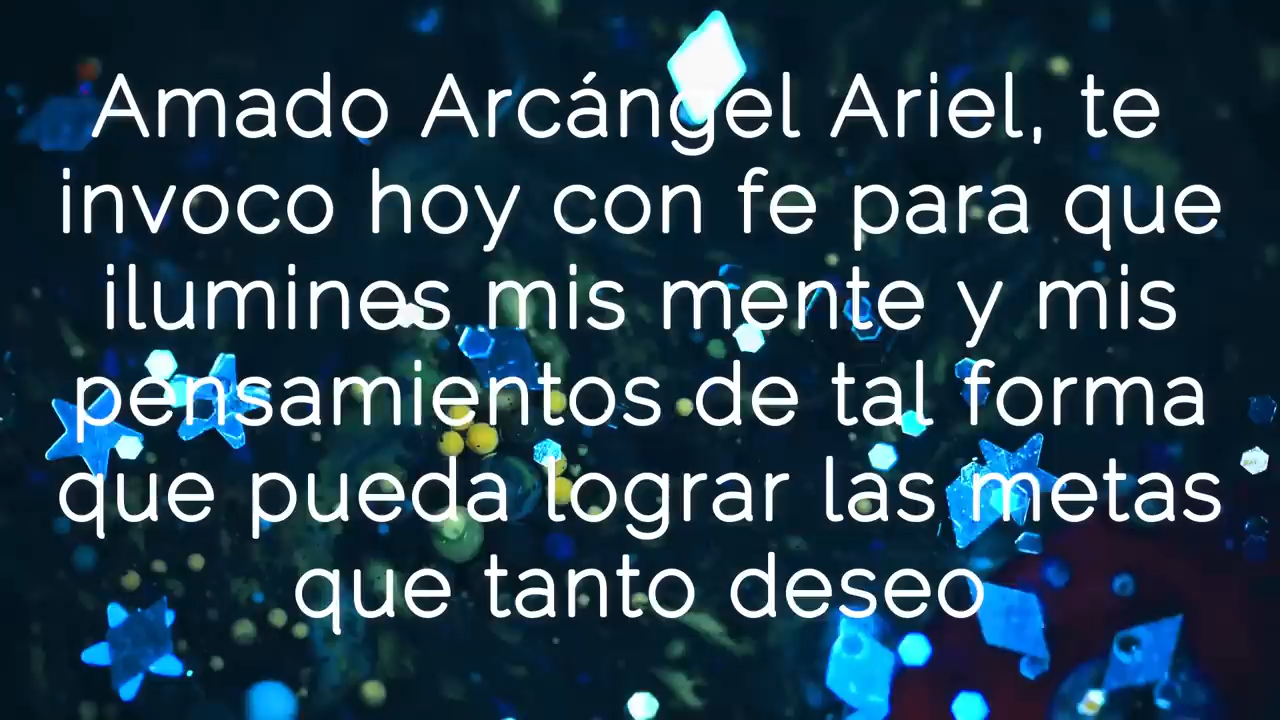 Amado Arcángel Ariel, te
invoco hoy con fe para que
ilumines mis mente y mis
pensamientos de tal forma
que pueda lograr las metas
que tanto deseo